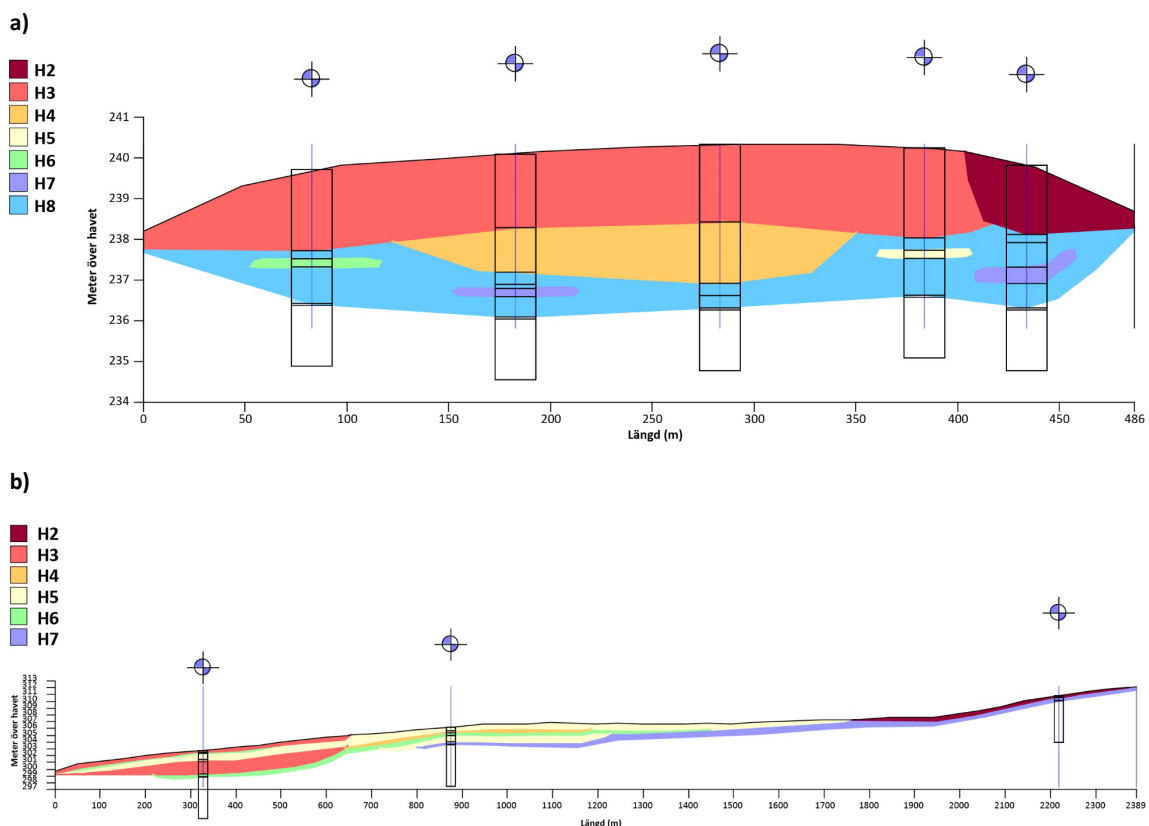 a)
H2
H3
H4
H5
H6
H7
H8
Meter över havet
241
240
239
238
237
236
235
234
0 50 100 150 200 250 300 350 400 450 486
Längd (m)
b)
H2
H3
H4
H5
H6
H7
Meter över havet
313
312
311
310
309
308
307
306
305
304
303
302
301
300
299
298
297
0 100 200 300 400 500 600 700 800 900 1000 1100 1200 1300 1400 1500 1600 1700 1800 1900 2000 2100 2200 2300 2389
Längd (m)